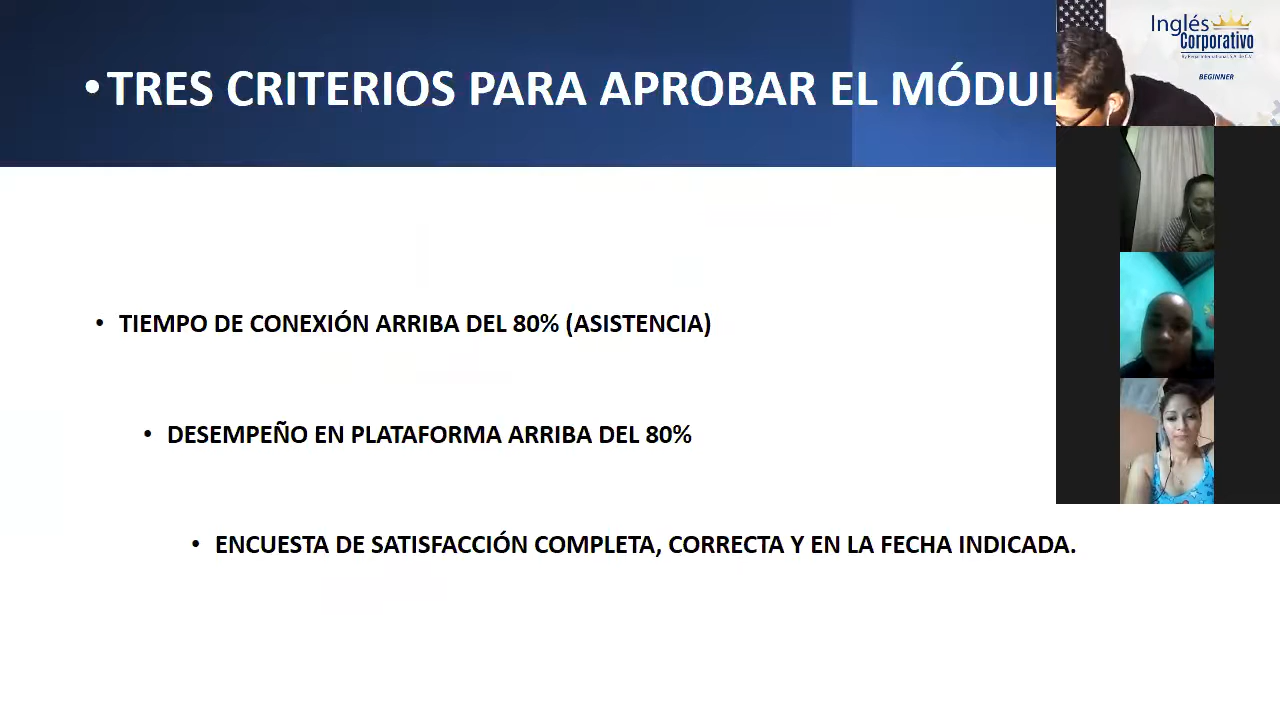 •TRES CRITERIOS PARA APROBAR EL MÓDUL
• TIEMPO DE CONEXIÓN ARRIBA DEL 80% (ASISTENCIA)
• DESEMPEÑO EN PLATAFORMA ARRIBA DEL 80%
• ENCUESTA DE SATISFACCIÓN COMPLETA, CORRECTA Y EN LA FECHA INDICADA.
Inglés
Corporativo
BEGINNER